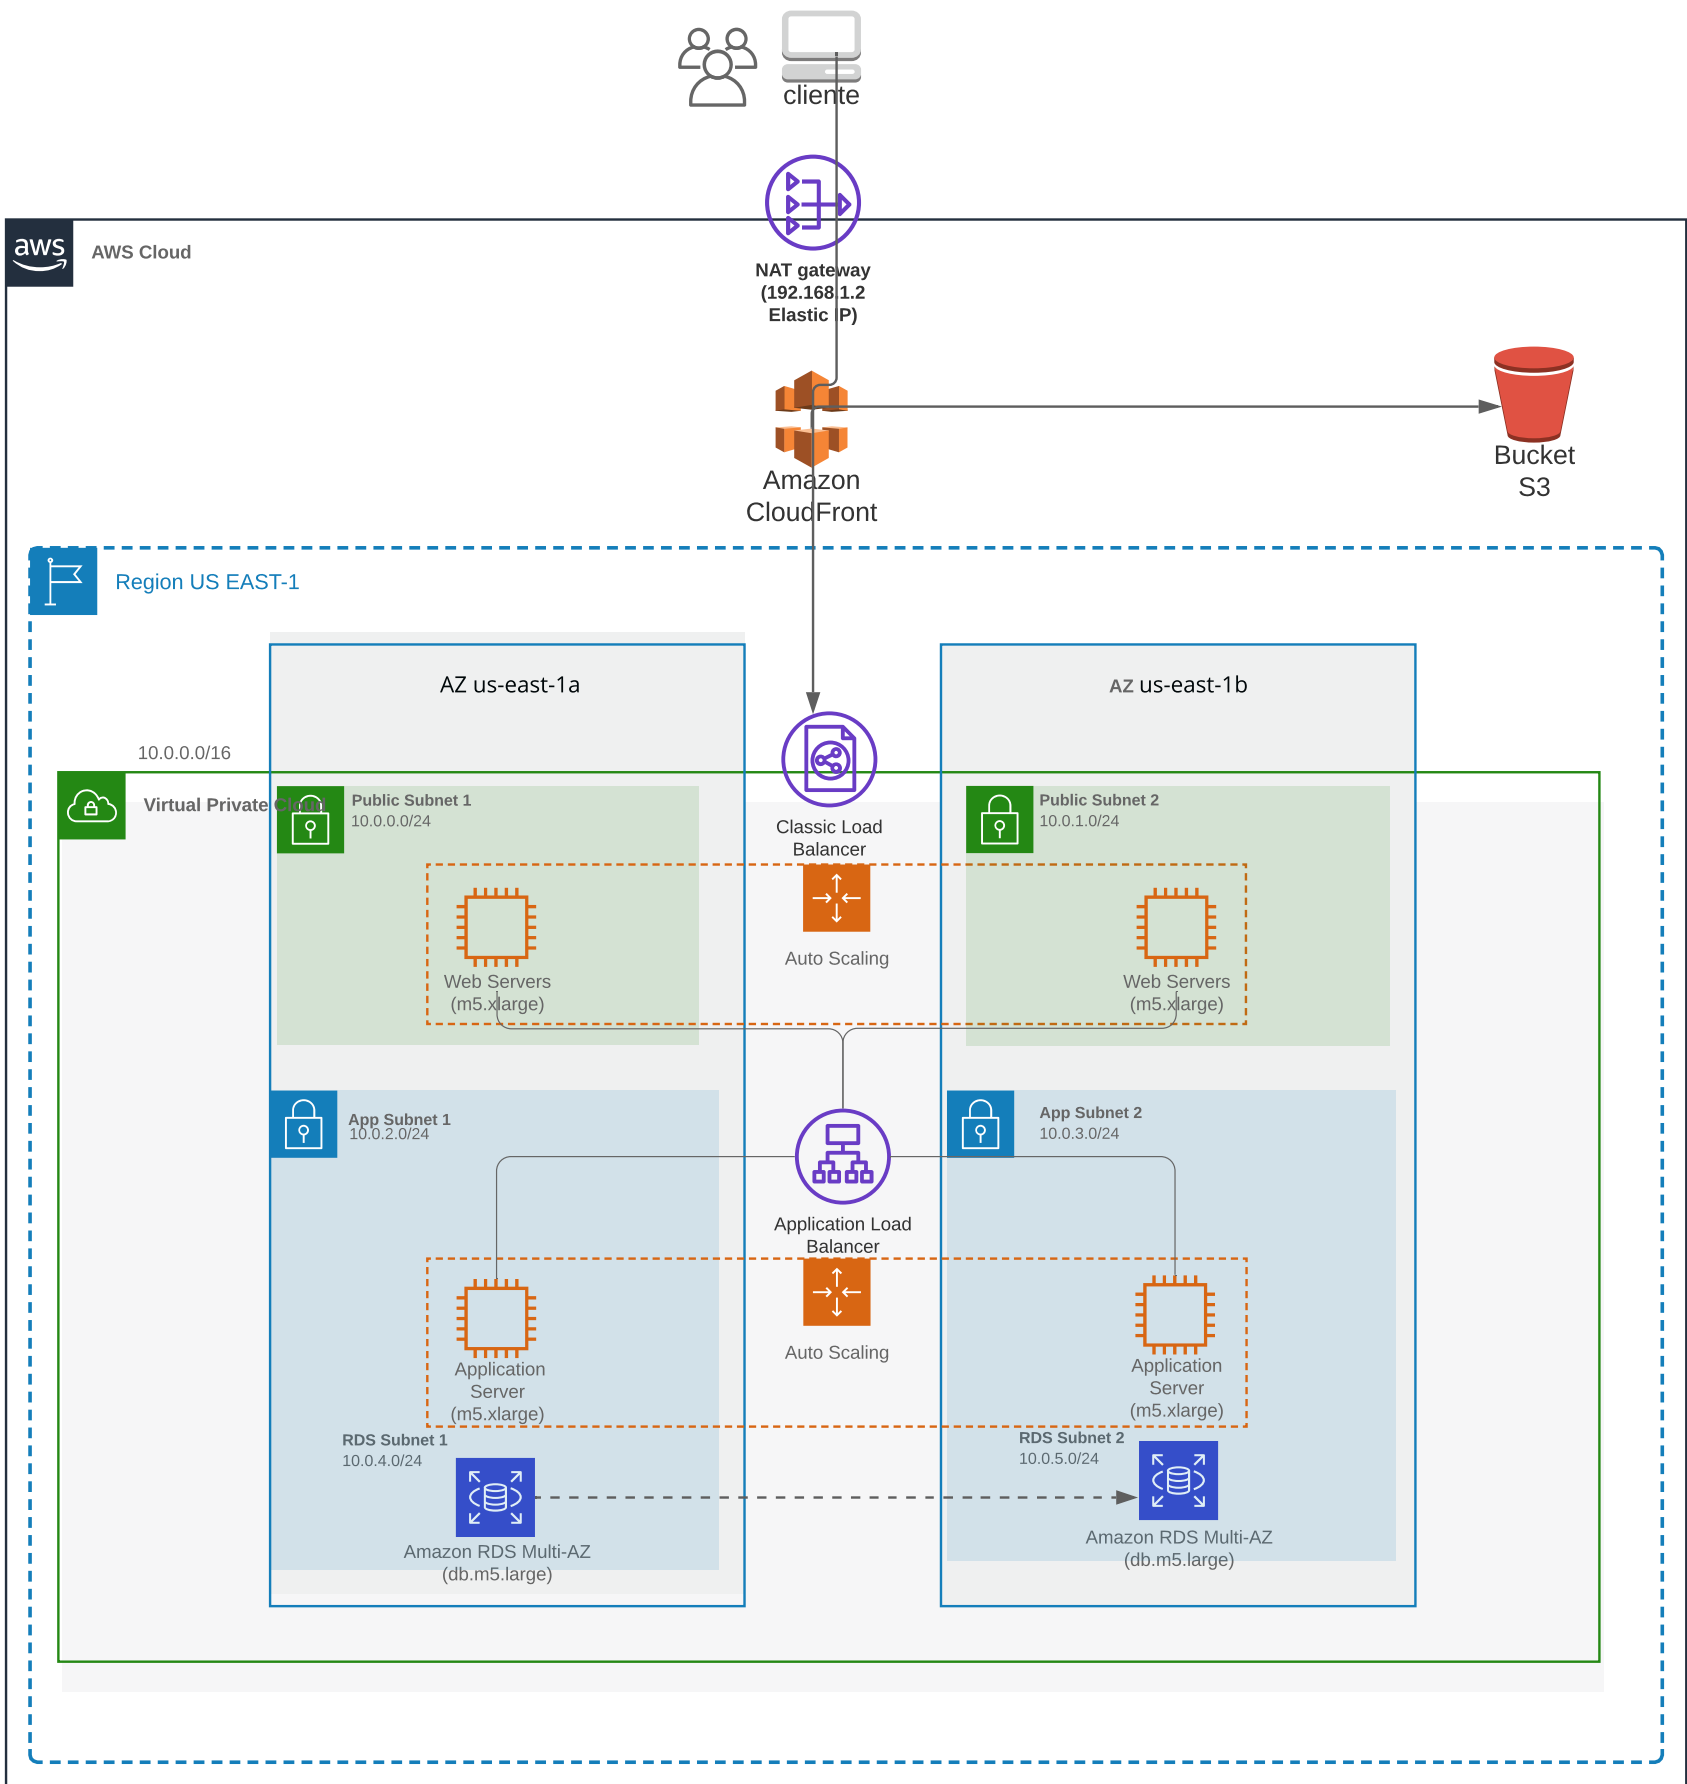 cliente
NAT gateway
(192.168.1.2
Elastic IP)
aws
AWS Cloud
Amazon
CloudFront
Bucket
S3
Region US EAST-1
AZ us-east-1a
AZ us-east-1b
10.0.0.0/16
Virtual Private Cloud
Public Subnet 1
10.0.0.0/24
Classic Load
Balancer
Public Subnet 2
10.0.1.0/24
Auto Scaling
Web Servers
(m5.xlarge)
Web Servers
(m5.xlarge)
App Subnet 1
10.0.2.0/24
App Subnet 2
10.0.3.0/24
Application Load
Balancer
Auto Scaling
Application
Server
(m5.xlarge)
Application
Server
(m5.xlarge)
RDS Subnet 1
10.0.4.0/24
RDS Subnet 2
10.0.5.0/24
Amazon RDS Multi-AZ
(db.m5.large)
Amazon RDS Multi-AZ
(db.m5.large)